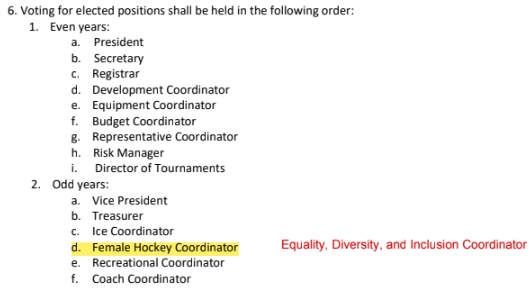 6. Voting for elected positions shall be held in the following order:
1. Even years:
a. President
b. Secretary
c. Registrar
d. Development Coordinator
e. Equipment Coordinator
f. Budget Coordinator
g. Representative Coordinator
h. Risk Manager
i. Director of Tournaments
2. Odd years:
a. Vice President
b. Treasurer
c. Ice Coordinator
d. Female Hockey Coordinator Equality, Diversity, and Inclusion Coordinator
e. Recreational Coordinator
f. Coach Coordinator